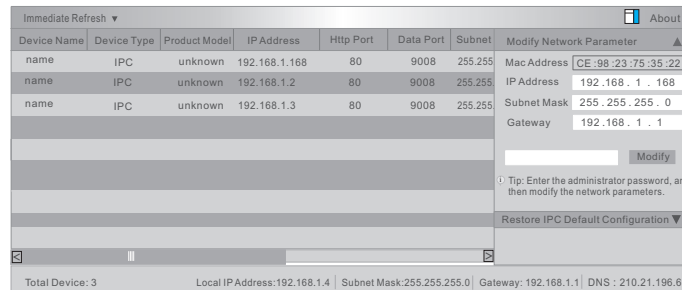 Immediate Refresh ▼ About
Device Name Device Type Product Model IP Address Http Port Data Port Subnet
name IPC unknown 192.168.1.168 80 9008 255.255
name IPC unknown 192.168.1.2 80 9008 255.255.
name IPC unknown 192.168.1.3 80 9008 255.255.
Modify Network Parameter ▲
Mac Address CE :98 :23 :75 :35 :22
IP Address 192 .168 . 1 . 168
Subnet Mask 255 .255 .255 . 0
Gateway 192 .168 . 1 . 1
Modify
Tip: Enter the administrator password, an
then modify the network parameters.
Restore IPC Default Configuration ▼
< >
Total Device: 3 Local IP Address:192.168.1.4 Subnet Mask:255.255.255.0 Gateway: 192.168.1.1 DNS : 210.21.196.6